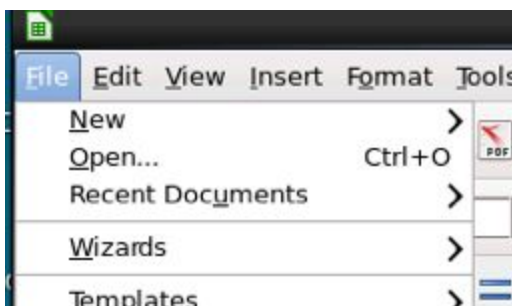 File Edit View Insert Format Tools
New
Open... Ctrl+O
Recent Documents
Wizards
Templates
PDF